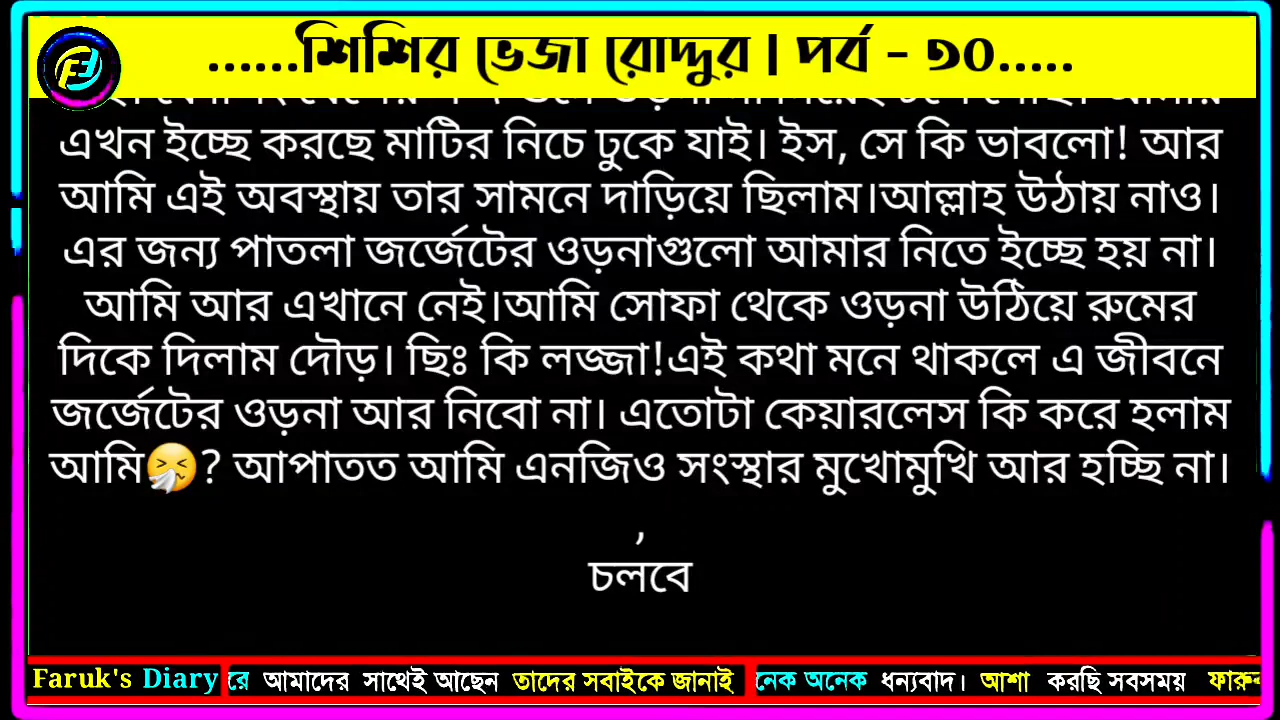 ......শিশির ভেজা রোদ্দুর | পর্ব - ৩০.....
এখন ইচ্ছে করছে মাটির নিচে ঢুকে যাই। ইস, সে কি ভাবলো! আর
আমি এই অবস্থায় তার সামনে দাড়িয়ে ছিলাম।আল্লাহ উঠায় নাও।
এর জন্য পাতলা জর্জেটের ওড়নাগুলো আমার নিতে ইচ্ছে হয় না।
আমি আর এখানে নেই।আমি সোফা থেকে ওড়না উঠিয়ে রুমের
দিকে দিলাম দৌড়। ছিঃ কি লজ্জা!এই কথা মনে থাকলে এ জীবনে
জর্জেটের ওড়না আর নিবো না। এতোটা কেয়ারলেস কি করে হলাম
আমি🤧? আপাতত আমি এনজিও সংস্থার মুখোমুখি আর হচ্ছি না।
,
চলবে
Faruk's Diary রে আমাদের সাথেই আছেন তাদের সবাইকে জানাই নেক অনেক ধন্যবাদ। আশা করছি সবসময়